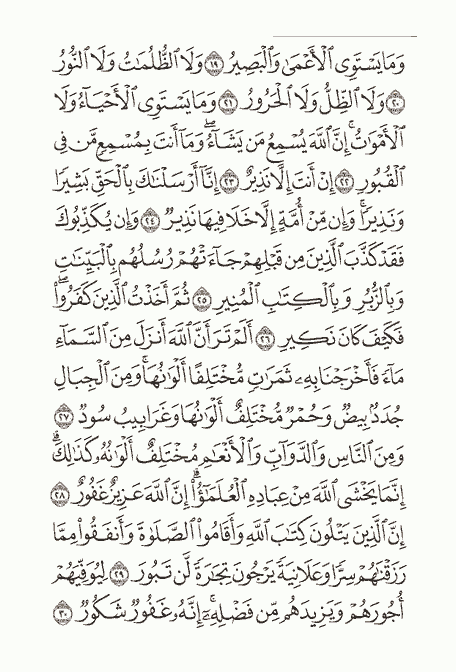 وَمَا يَسْتَوِى ٱلْأَعْمَىٰ وَٱلْبَصِيرُ ١٩ وَلَا ٱلظُّلُمَٰتُ وَلَا ٱلنُّورُ
٢٠ وَلَا ٱلظِّلُّ وَلَا ٱلْحَرُورُ ٢١ وَمَا يَسْتَوِى ٱلْأَحْيَآءُ وَلَا
ٱلْأَمْوَٰتُ ۚ إِنَّ ٱللَّهَ يُسْمِعُ مَن يَشَآءُ ۖ وَمَآ أَنتَ بِمُسْمِعٍ مَّن فِى
ٱلْقُبُورِ ٢٢ إِنْ أَنتَ إِلَّا نَذِيرٌ ٢٣ إِنَّآ أَرْسَلْنَٰكَ بِٱلْحَقِّ بَشِيرًا
وَنَذِيرًا ۚ وَإِن مِّنْ أُمَّةٍ إِلَّا خَلَا فِيهَا نَذِيرٌ ٢٤ وَإِن يُكَذِّبُوكَ
فَقَدْ كَذَّبَ ٱلَّذِينَ مِن قَبْلِهِمْ جَآءَتْهُمْ رُسُلُهُم بِٱلْبَيِّنَٰتِ
وَبِٱلزُّبُرِ وَبِٱلْكِتَٰبِ ٱلْمُنِيرِ ٢٥ ثُمَّ أَخَذْتُ ٱلَّذِينَ كَفَرُوا۟ ۖ
فَكَيْفَ كَانَ نَكِيرِ ٢٦ أَلَمْ تَرَ أَنَّ ٱللَّهَ أَنزَلَ مِنَ ٱلسَّمَآءِ
مَآءً فَأَخْرَجْنَا بِهِۦ ثَمَرَٰتٍ مُّخْتَلِفًا أَلْوَٰنُهَا ۚ وَمِنَ ٱلْجِبَالِ
جُدَدٌۢ بِيضٌ وَحُمْرٌ مُّخْتَلِفٌ أَلْوَٰنُهَا وَغَرَابِيبُ سُودٌ ٢٧
وَمِنَ ٱلنَّاسِ وَٱلدَّوَآبِّ وَٱلْأَنْعَٰمِ مُخْتَلِفٌ أَلْوَٰنُهُۥ كَذَٰلِكَ ۗ
إِنَّمَا يَخْشَى ٱللَّهَ مِنْ عِبَادِهِ ٱلْعُلَمَٰٓؤُا۟ ۗ إِنَّ ٱللَّهَ عَزِيزٌ غَفُورٌ ٢٨
إِنَّ ٱلَّذِينَ يَتْلُونَ كِتَٰبَ ٱللَّهِ وَأَقَامُوا۟ ٱلصَّلَوٰةَ وَأَنفَقُوا۟ مِمَّا
رَزَقْنَٰهُمْ سِرًّا وَعَلَانِيَةً يَرْجُونَ تِجَٰرَةً لَّن تَبُورَ ٢٩ لِيُوَفِّيَهُمْ
أُجُورَهُمْ وَيَزِيدَهُم مِّن فَضْلِهِۦٓ ۚ إِنَّهُۥ غَفُورٌ شَكُورٌ ٣٠